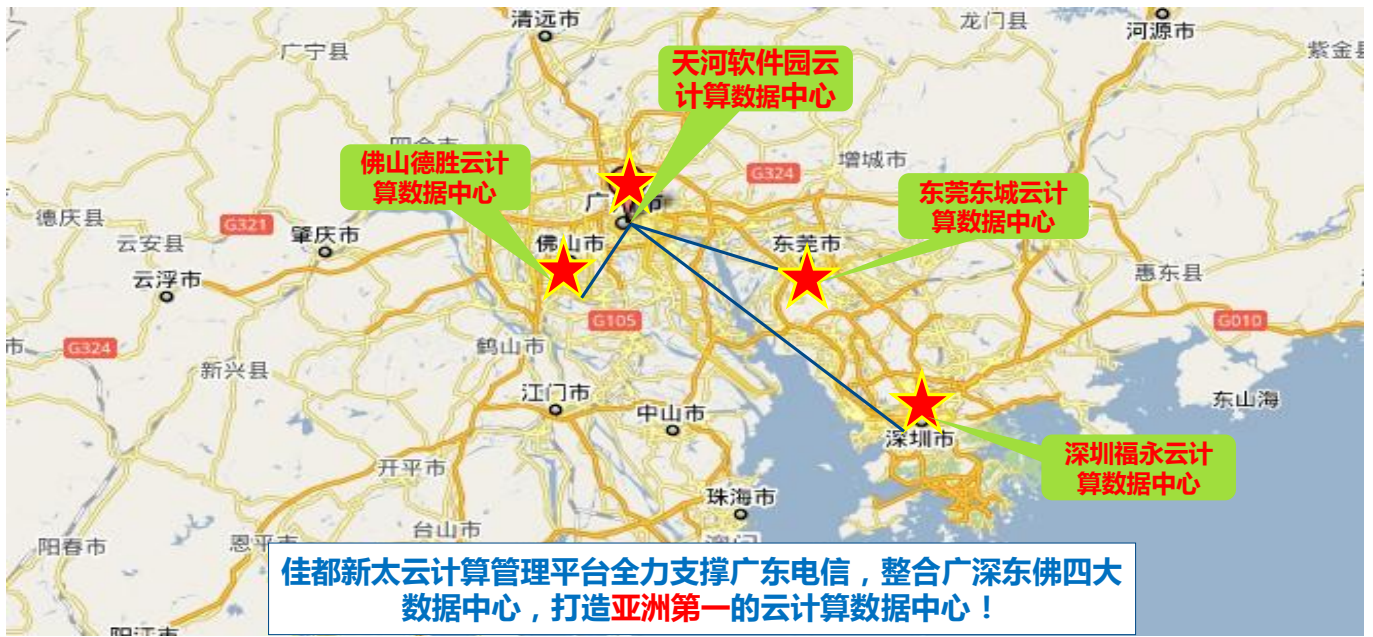 清远市
龙门县
河源市
广宁县
紫金县
天河软件园云
计算数据中心
佛山德胜云计
算数据中心
增城市
G324
东莞东城云计
算数据中心
德庆县
G321
肇庆市
云安县
佛山市
东莞市
云浮市
惠东县
G105
G010
市
G324
鹤山市
新兴县
江门市
中山市
东山海
深圳市
深圳福永云计
算数据中心
开平市
珠海市
台山市
阳春市
恩平市
佳都新太云计算管理平台全力支撑广东电信，整合广深东佛四大
数据中心，打造亚洲第一的云计算数据中心！
阳江市